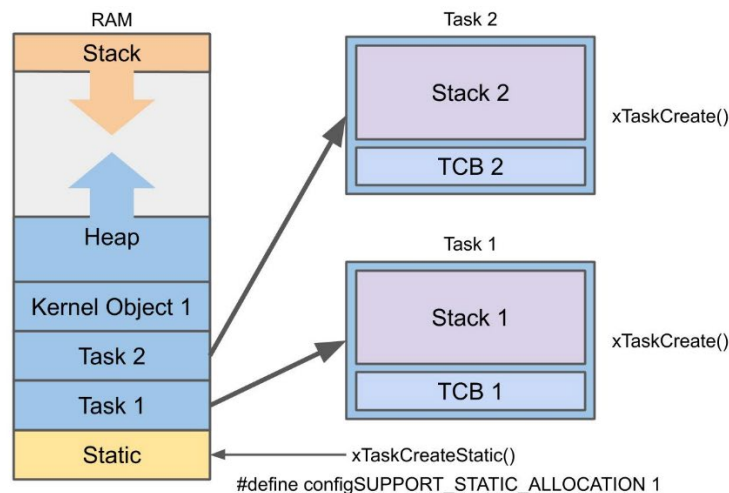 RAM
Stack
Heap
Kernel Object 1
Task 2
Task 1
Static
Task 2
Stack 2
TCB 2
xTaskCreate()
Task 1
Stack 1
TCB 1
xTaskCreate()
xTaskCreateStatic()
#define configSUPPORT_STATIC_ALLOCATION 1